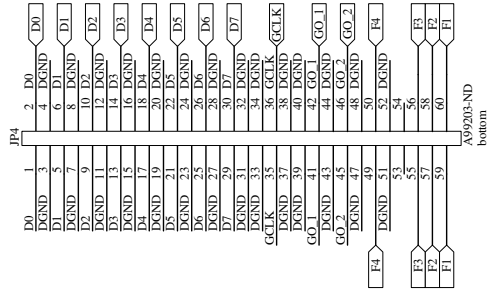 D0 D1 D2 D3 D4 D5 D6 D7 GCLK GO_1 GO_2 F4 F3 F2 F1
2 D0
4 DGND
6 D1
8 DGND
10 D2
12 DGND
14 D3
16 DGND
18 D4
20 DGND
22 D5
24 DGND
26 D6
28 DGND
30 D7
32 DGND
34 DGND
36 GCLK
38 DGND
40 DGND
42 GO_1
44 DGND
46 GO_2
48 DGND
50
52 DGND
54
56
58
60
JP4
A99203-ND
bottom
D0 1
DGND 3
D1 5
DGND 7
D2 9
DGND 11
D3 13
DGND 15
D4 17
DGND 19
D5 21
DGND 23
D6 25
DGND 27
D7 29
DGND 31
DGND 33
GCLK 35
DGND 37
DGND 39
GO_1 41
DGND 43
GO_2 45
DGND 47
49
DGND 51
53
55
57
59
F4 F3 F2 F1